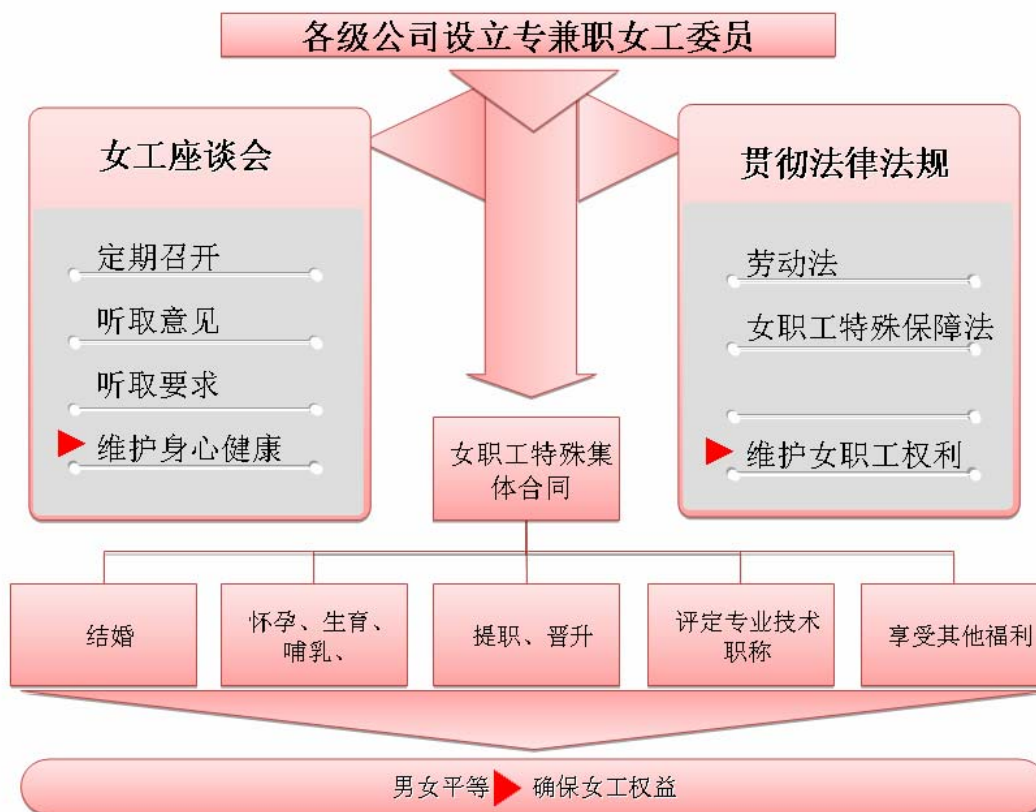 各级公司设立专兼职女工委员
女工座谈会
定期召开
听取意见
听取要求
维护身心健康
贯彻法律法规
劳动法
女职工特殊保障法
维护女职工权利
女职工特殊集
体合同
结婚
怀孕、生育、
哺乳、
提职、晋升
评定专业技术
职称
享受其他福利
男女平等 确保女工权益